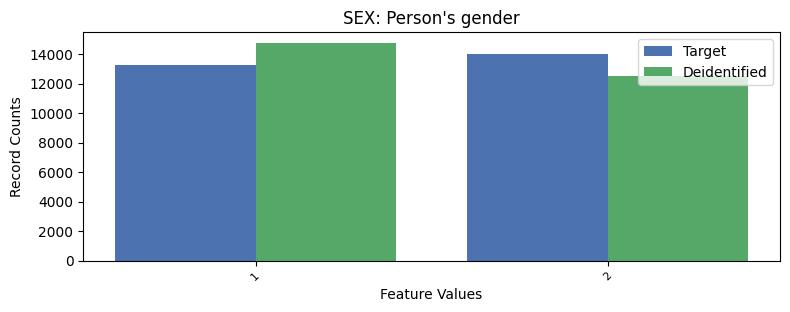 SEX: Person's gender
Target
Deidentified
14000
12000
10000
8000
6000
4000
2000
0
Record Counts
1
2
Feature Values